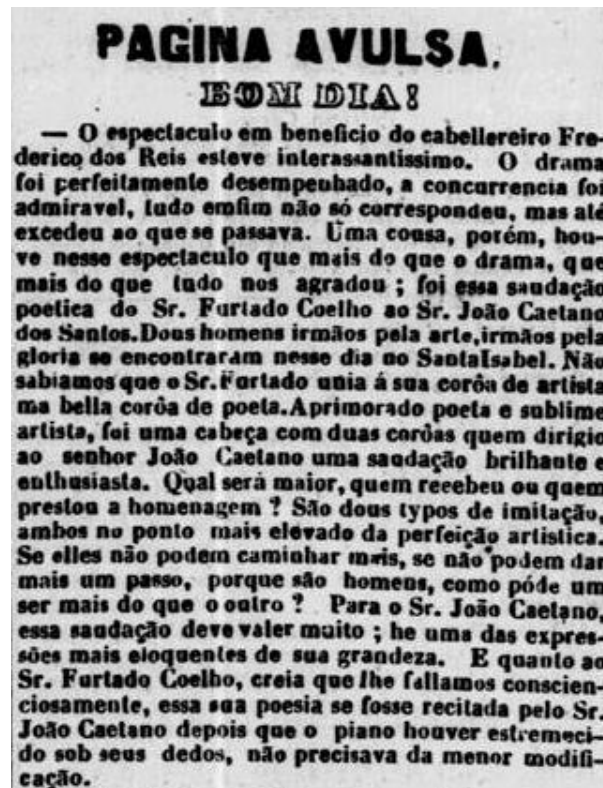 PAGINA AVULSA.
BOM DIA!
— O espectaculo em beneficio do cabellereiro Fre-
derico dos Reis esteve interassantissimo. O drama
foi perfeitamente desempenhado, a concurrencia foi
admiravel, tudo emfim não só correspondeu, mas até
excedeu ao que se passava. Uma cousa, porém, hou-
ve nesse espectaculo que mais do que o drama, que
mais do que tudo nos agradou ; foi essa saudação
poetica do Sr. Furtado Coelho ao Sr. João Caetano
dos Santos. Dous homens irmãos pela arte, irmãos pela
gloria se encontraram nesse dia no SantaIsabel. Não
sabiamos que o Sr. Furtado unia á sua corôa de artista
ma bella corôa de poeta. Aprimorado poeta e sublime
artista, foi uma cabeça com duas corôas quem dirigio
ao senhor João Caetano uma saudação brilhante e
enthusiasta. Qual será maior, quem recebeu ou quem
prestou a homenagem ? São dous typos de imitação,
ambos no ponto mais elevado da perfeição artistica.
Se elles não podem caminhar mais, se não podem dar
mais um passo, porque são homens, como póde um
ser mais do que o outro ? Para o Sr. João Caetano,
essa saudação deve valer muito ; he uma das expres-
sões mais eloquentes de sua grandeza. E quanto ao
Sr. Furtado Coelho, creia que lhe fallamos conscien-
ciosamente, essa sua poesia se fosse recitada pelo Sr.
João Caetano depois que o piano houver estremeci-
do sob seus dedos, não precisava da menor modifi-
cação.